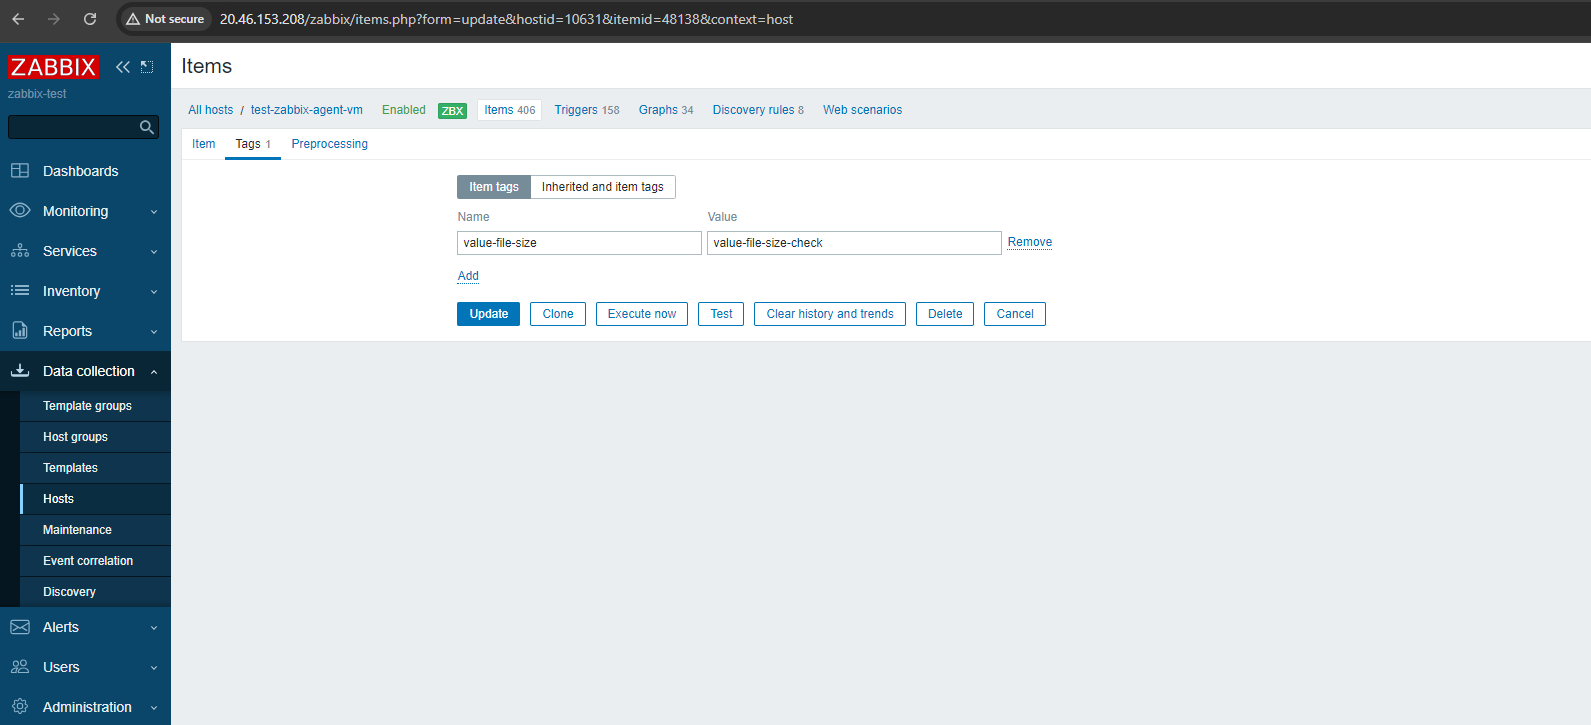 Not secure 20.46.153.208/zabbix/items.php?form=update&hostid=10631&itemid=48138&context=host
ZABBIX
zabbix-test
Dashboards
Monitoring
Services
Inventory
Reports
Data collection
Template groups
Host groups
Templates
Hosts
Maintenance
Event correlation
Discovery
Alerts
Users
Administration
Items
All hosts / test-zabbix-agent-vm Enabled ZBX Items 406 Triggers 158 Graphs 34 Discovery rules 8 Web scenarios
Item Tags 1 Preprocessing
Item tags Inherited and item tags
Name Value
value-file-size value-file-size-check Remove
Add
Update Clone Execute now Test Clear history and trends Delete Cancel